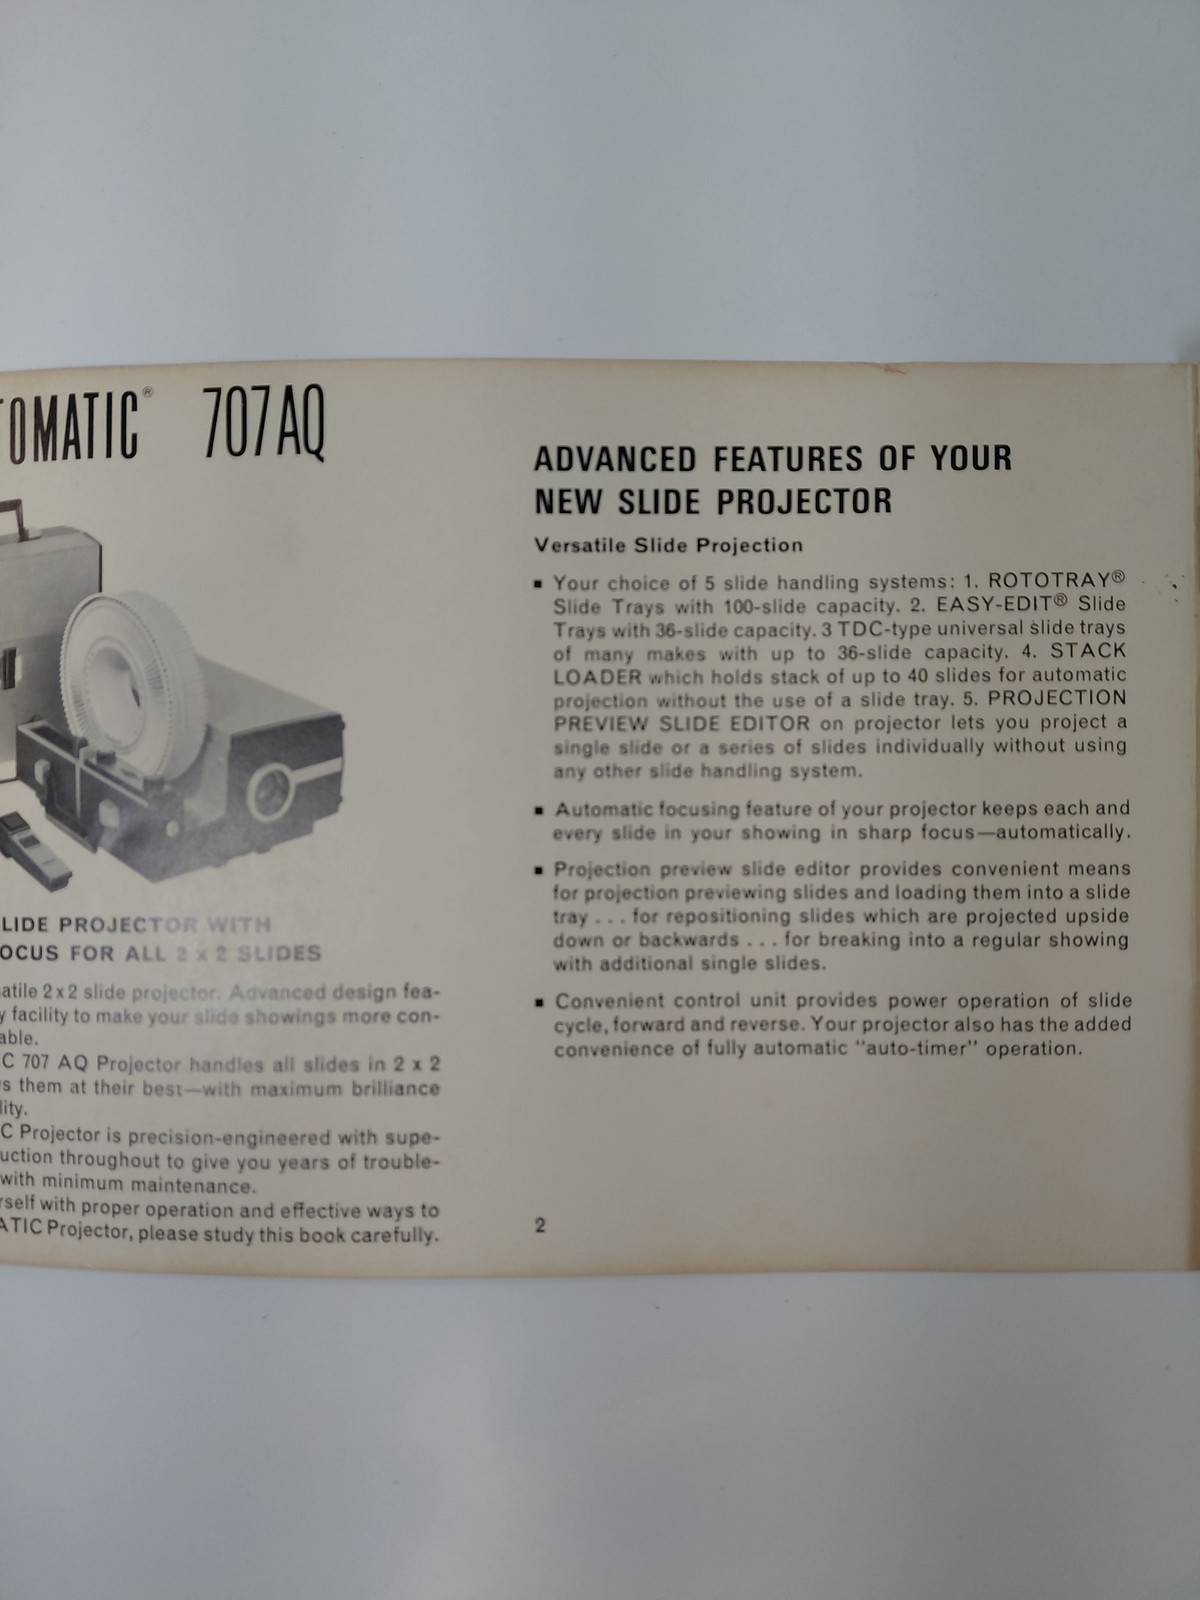 TOMATIC® 707AQ
LIDE PROJECTOR WITH
OCUS FOR ALL 2 x 2 SLIDES
atile 2x2 slide projector. Advanced design fea-
y facility to make your slide showings more con-
able.
C 707 AQ Projector handles all slides in 2 x 2
s them at their best—with maximum brilliance
lity.
C Projector is precision-engineered with supe-
uction throughout to give you years of trouble-
with minimum maintenance.
rself with proper operation and effective ways to
ATIC Projector, please study this book carefully.
ADVANCED FEATURES OF YOUR
NEW SLIDE PROJECTOR
Versatile Slide Projection
▪ Your choice of 5 slide handling systems: 1. ROTOTRAY®
Slide Trays with 100-slide capacity. 2. EASY-EDIT® Slide
Trays with 36-slide capacity. 3 TDC-type universal slide trays
of many makes with up to 36-slide capacity. 4. STACK
LOADER which holds stack of up to 40 slides for automatic
projection without the use of a slide tray. 5. PROJECTION
PREVIEW SLIDE EDITOR on projector lets you project a
single slide or a series of slides individually without using
any other slide handling system.
▪ Automatic focusing feature of your projector keeps each and
every slide in your showing in sharp focus—automatically.
▪ Projection preview slide editor provides convenient means
for projection previewing slides and loading them into a slide
tray . . . for repositioning slides which are projected upside
down or backwards . . . for breaking into a regular showing
with additional single slides.
▪ Convenient control unit provides power operation of slide
cycle, forward and reverse. Your projector also has the added
convenience of fully automatic "auto-timer" operation.
2